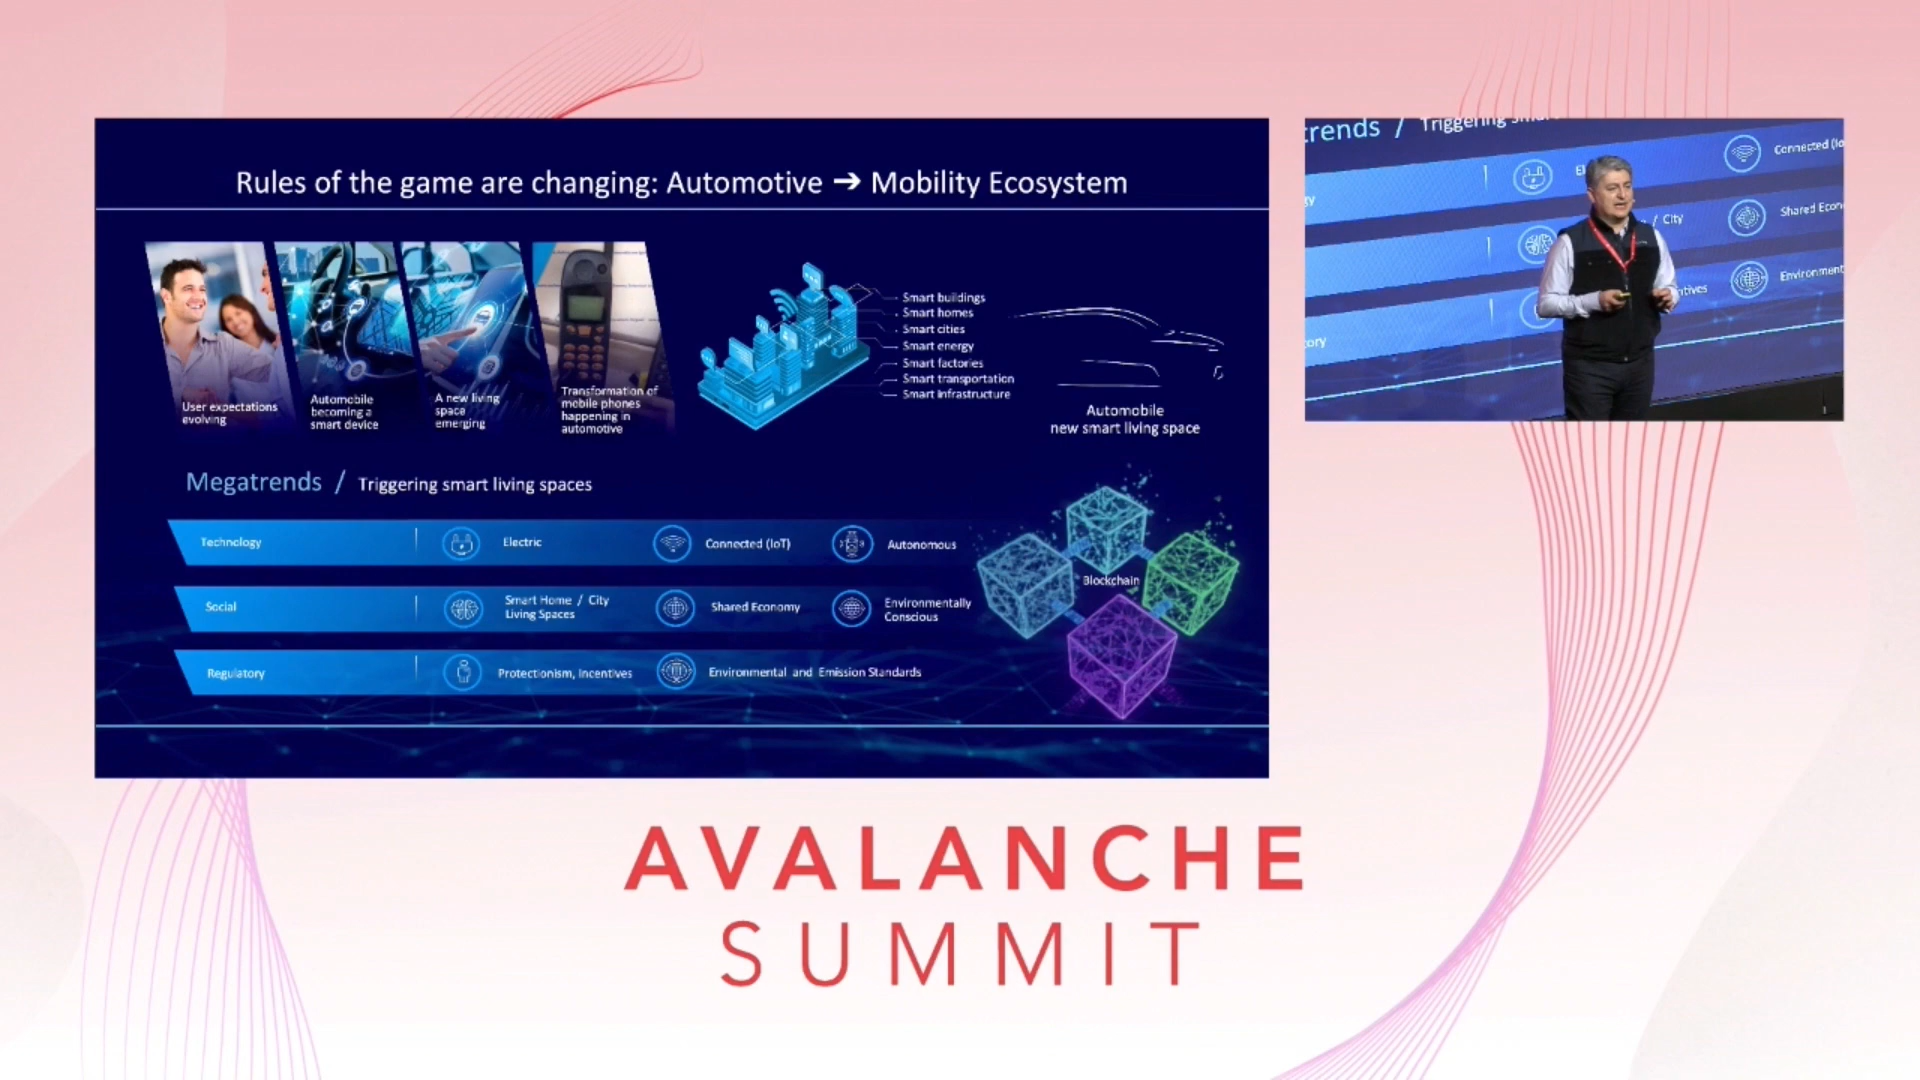 Rules of the game are changing: Automotive ➔ Mobility Ecosystem
User expectations
evolving
Automobile
becoming a
smart device
A new living
space
emerging
Transformation of
mobile phones
happening in
automotive
Smart buildings
Smart homes
Smart cities
Smart energy
Smart factories
Smart transportation
Smart infrastructure
Automobile
new smart living space
Megatrends / Triggering smart living spaces
Technology
Electric
Connected (IoT)
Autonomous
Social
Smart Home / City
Living Spaces
Shared Economy
Environmentally
Conscious
Regulatory
Protectionism, Incentives
Environmental and Emission Standards
Blockchain
trends / Triggering
Connected
/ City
Shared
AVALANCHE
SUMMIT